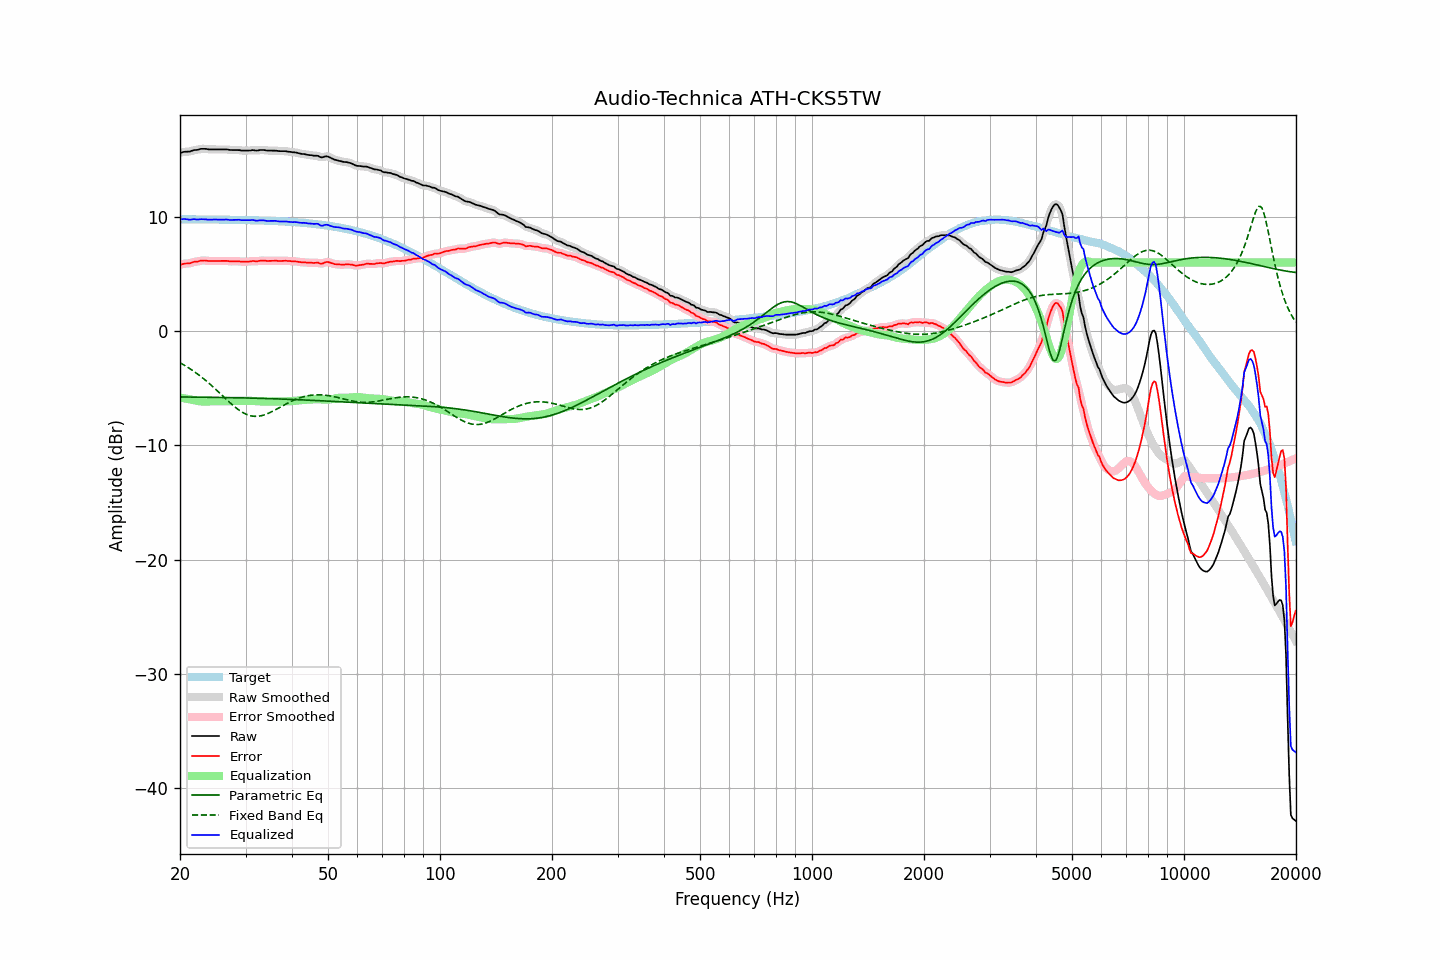 Audio-Technica ATH-CKS5TW
Amplitude (dBr)
10
0
−10
−20
−30
−40
Target
Raw Smoothed
Error Smoothed
Raw
Error
Equalization
Parametric Eq
Fixed Band Eq
Equalized
20 50 100 200 500 1000 2000 5000 10000 20000
Frequency (Hz)